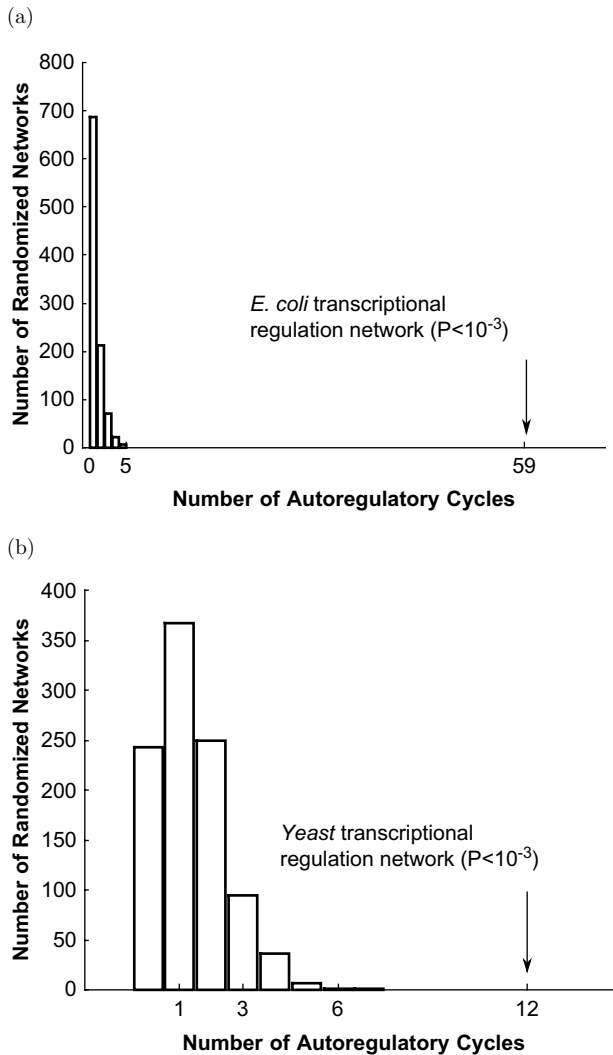 (a)
Number of Randomized Networks
800
700
600
500
400
300
200
100
0
E. coli transcriptional
regulation network (P<10⁻³)
0 5 59
Number of Autoregulatory Cycles
(b)
Number of Randomized Networks
400
350
300
250
200
150
100
50
0
Yeast transcriptional
regulation network (P<10⁻³)
1 3 6 12
Number of Autoregulatory Cycles